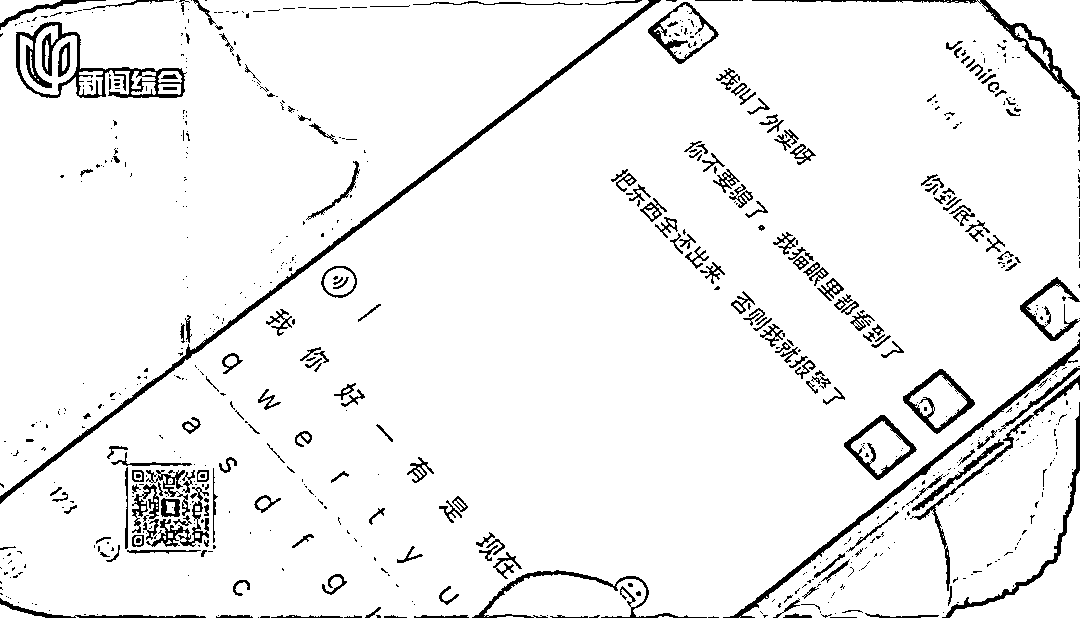 新闻综合
Jennifer
你到底在干嘛
我叫了外卖呀
你不要骗了。我猫眼里都看到了
把东西全还出来，否则我就报警了
我 你 好 一 有 是 现在
q w e r t y u
a s d f g
123
c